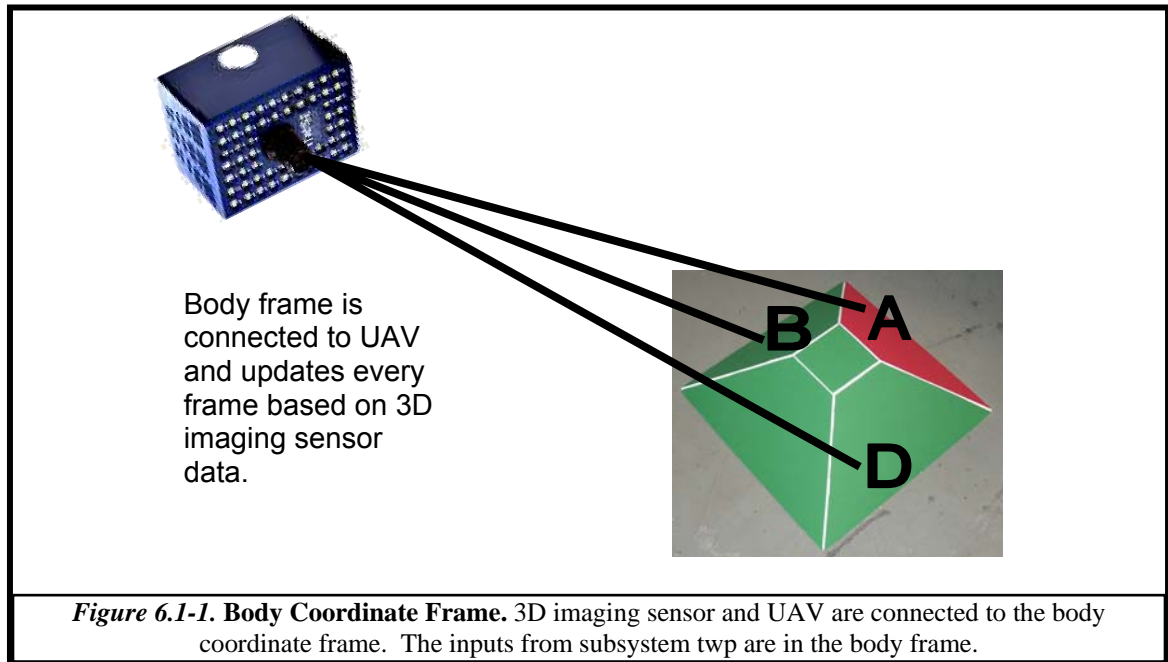 A
B
D
Body frame is
connected to UAV
and updates every
frame based on 3D
imaging sensor
data.
Figure 6.1-1. Body Coordinate Frame. 3D imaging sensor and UAV are connected to the body
coordinate frame. The inputs from subsystem twp are in the body frame.